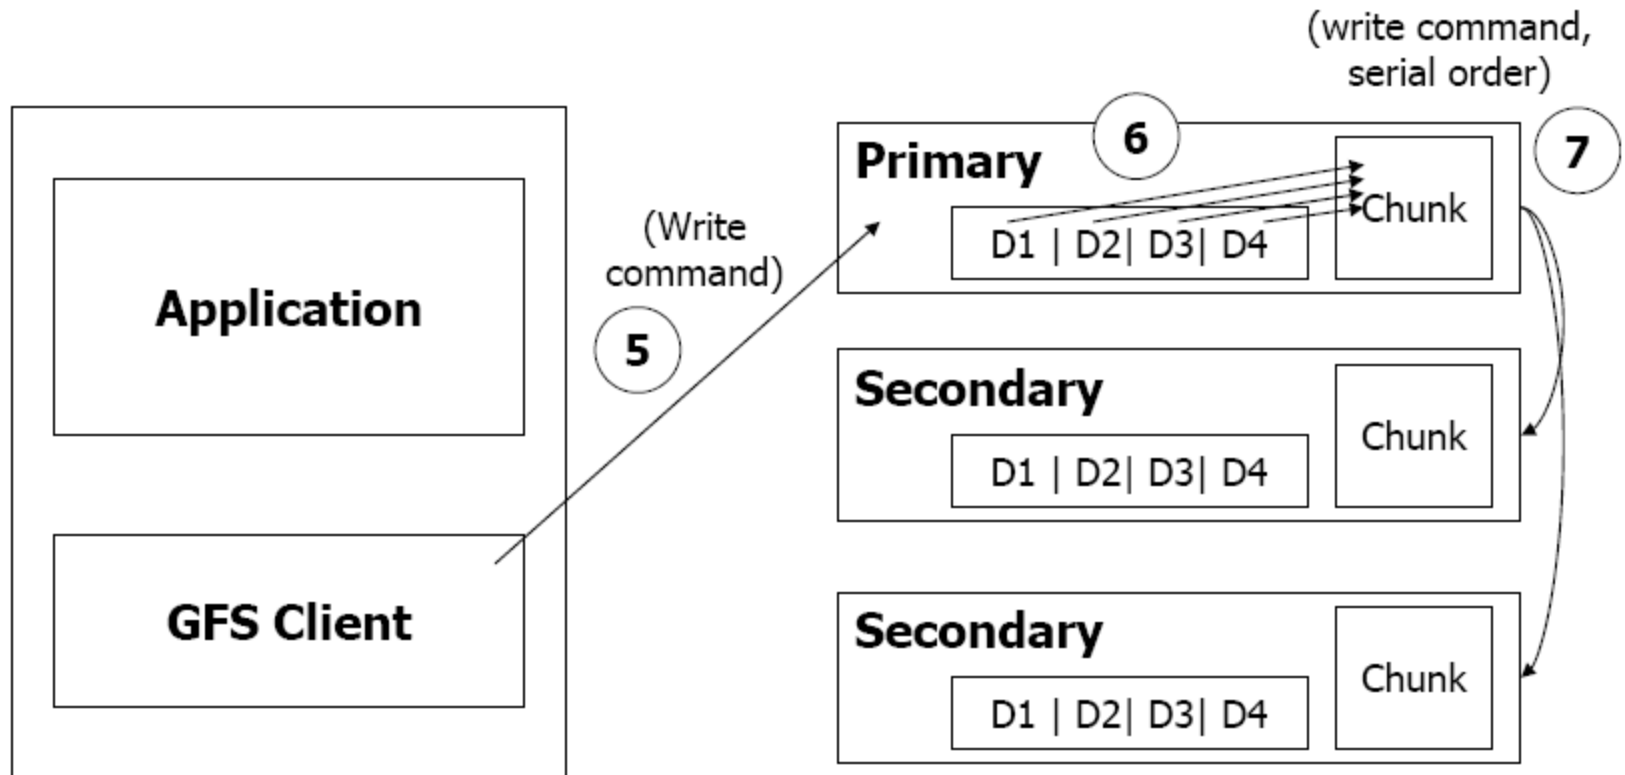 (write command,
serial order)
6
7
Primary
Chunk
D1 | D2| D3| D4
(Write
command)
5
Application
Secondary
Chunk
D1 | D2| D3| D4
GFS Client
Secondary
Chunk
D1 | D2| D3| D4